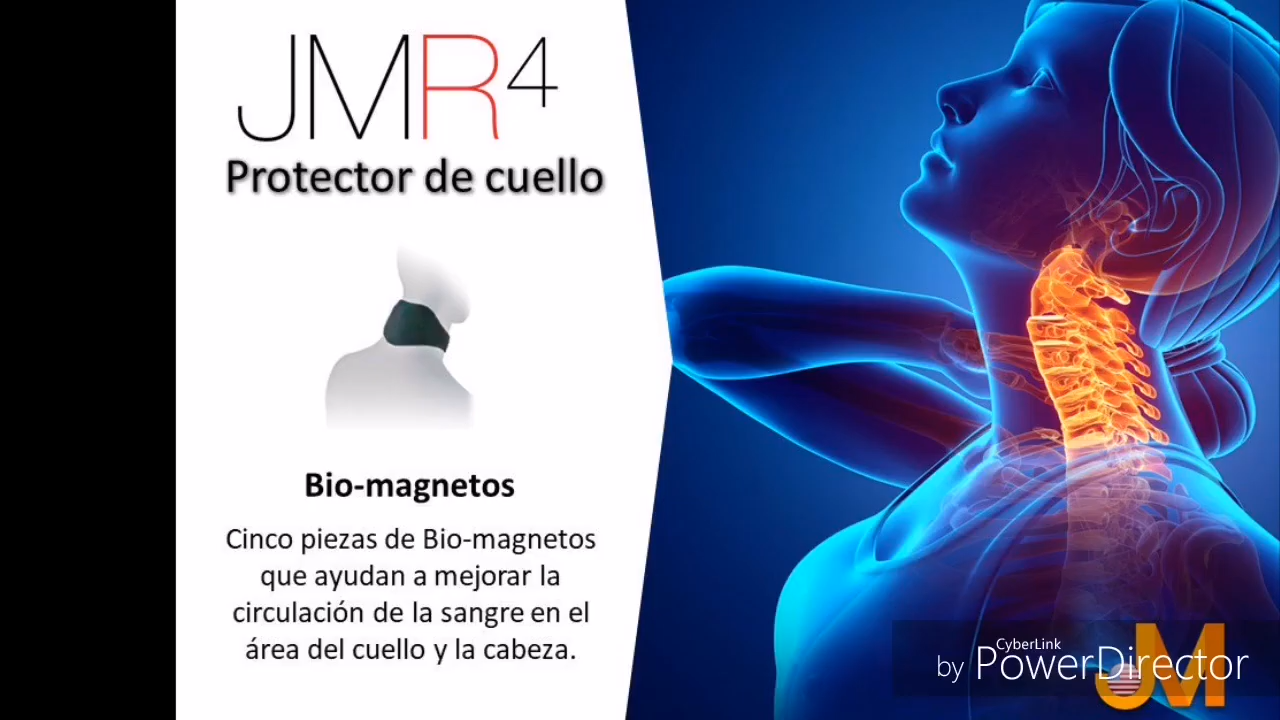 JMR4
Protector de cuello
Bio-magnetos
Cinco piezas de Bio-magnetos
que ayudan a mejorar la
circulación de la sangre en el
área del cuello y la cabeza.
CyberLink
by PowerDirector
JM